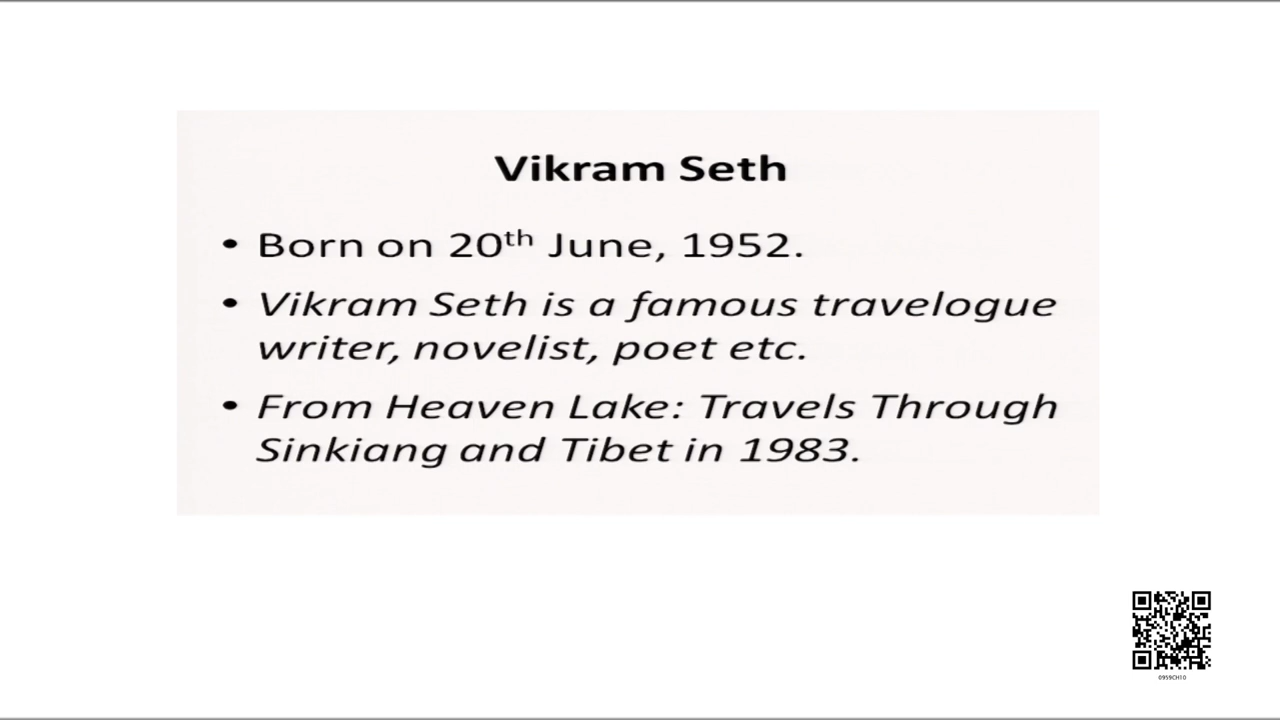 Vikram Seth
• Born on 20th June, 1952.
• Vikram Seth is a famous travelogue
writer, novelist, poet etc.
• From Heaven Lake: Travels Through
Sinkiang and Tibet in 1983.
0959CH10